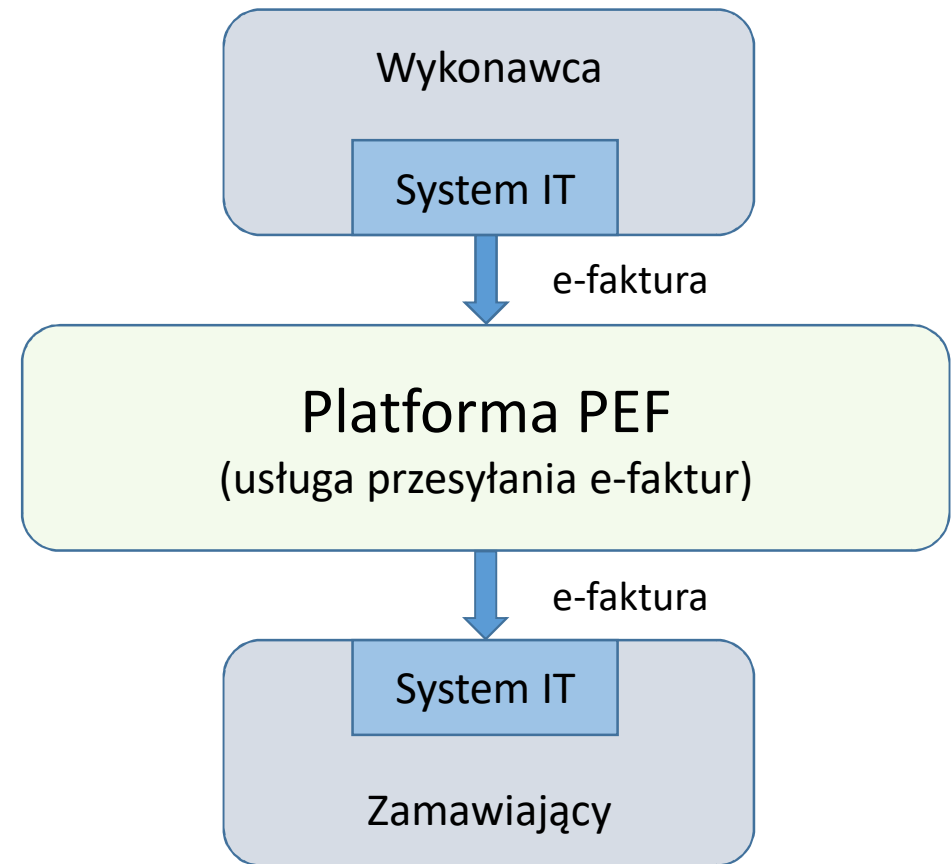 Wykonawca
System IT
e-faktura
Platforma PEF
(usługa przesyłania e-faktur)
e-faktura
System IT
Zamawiający